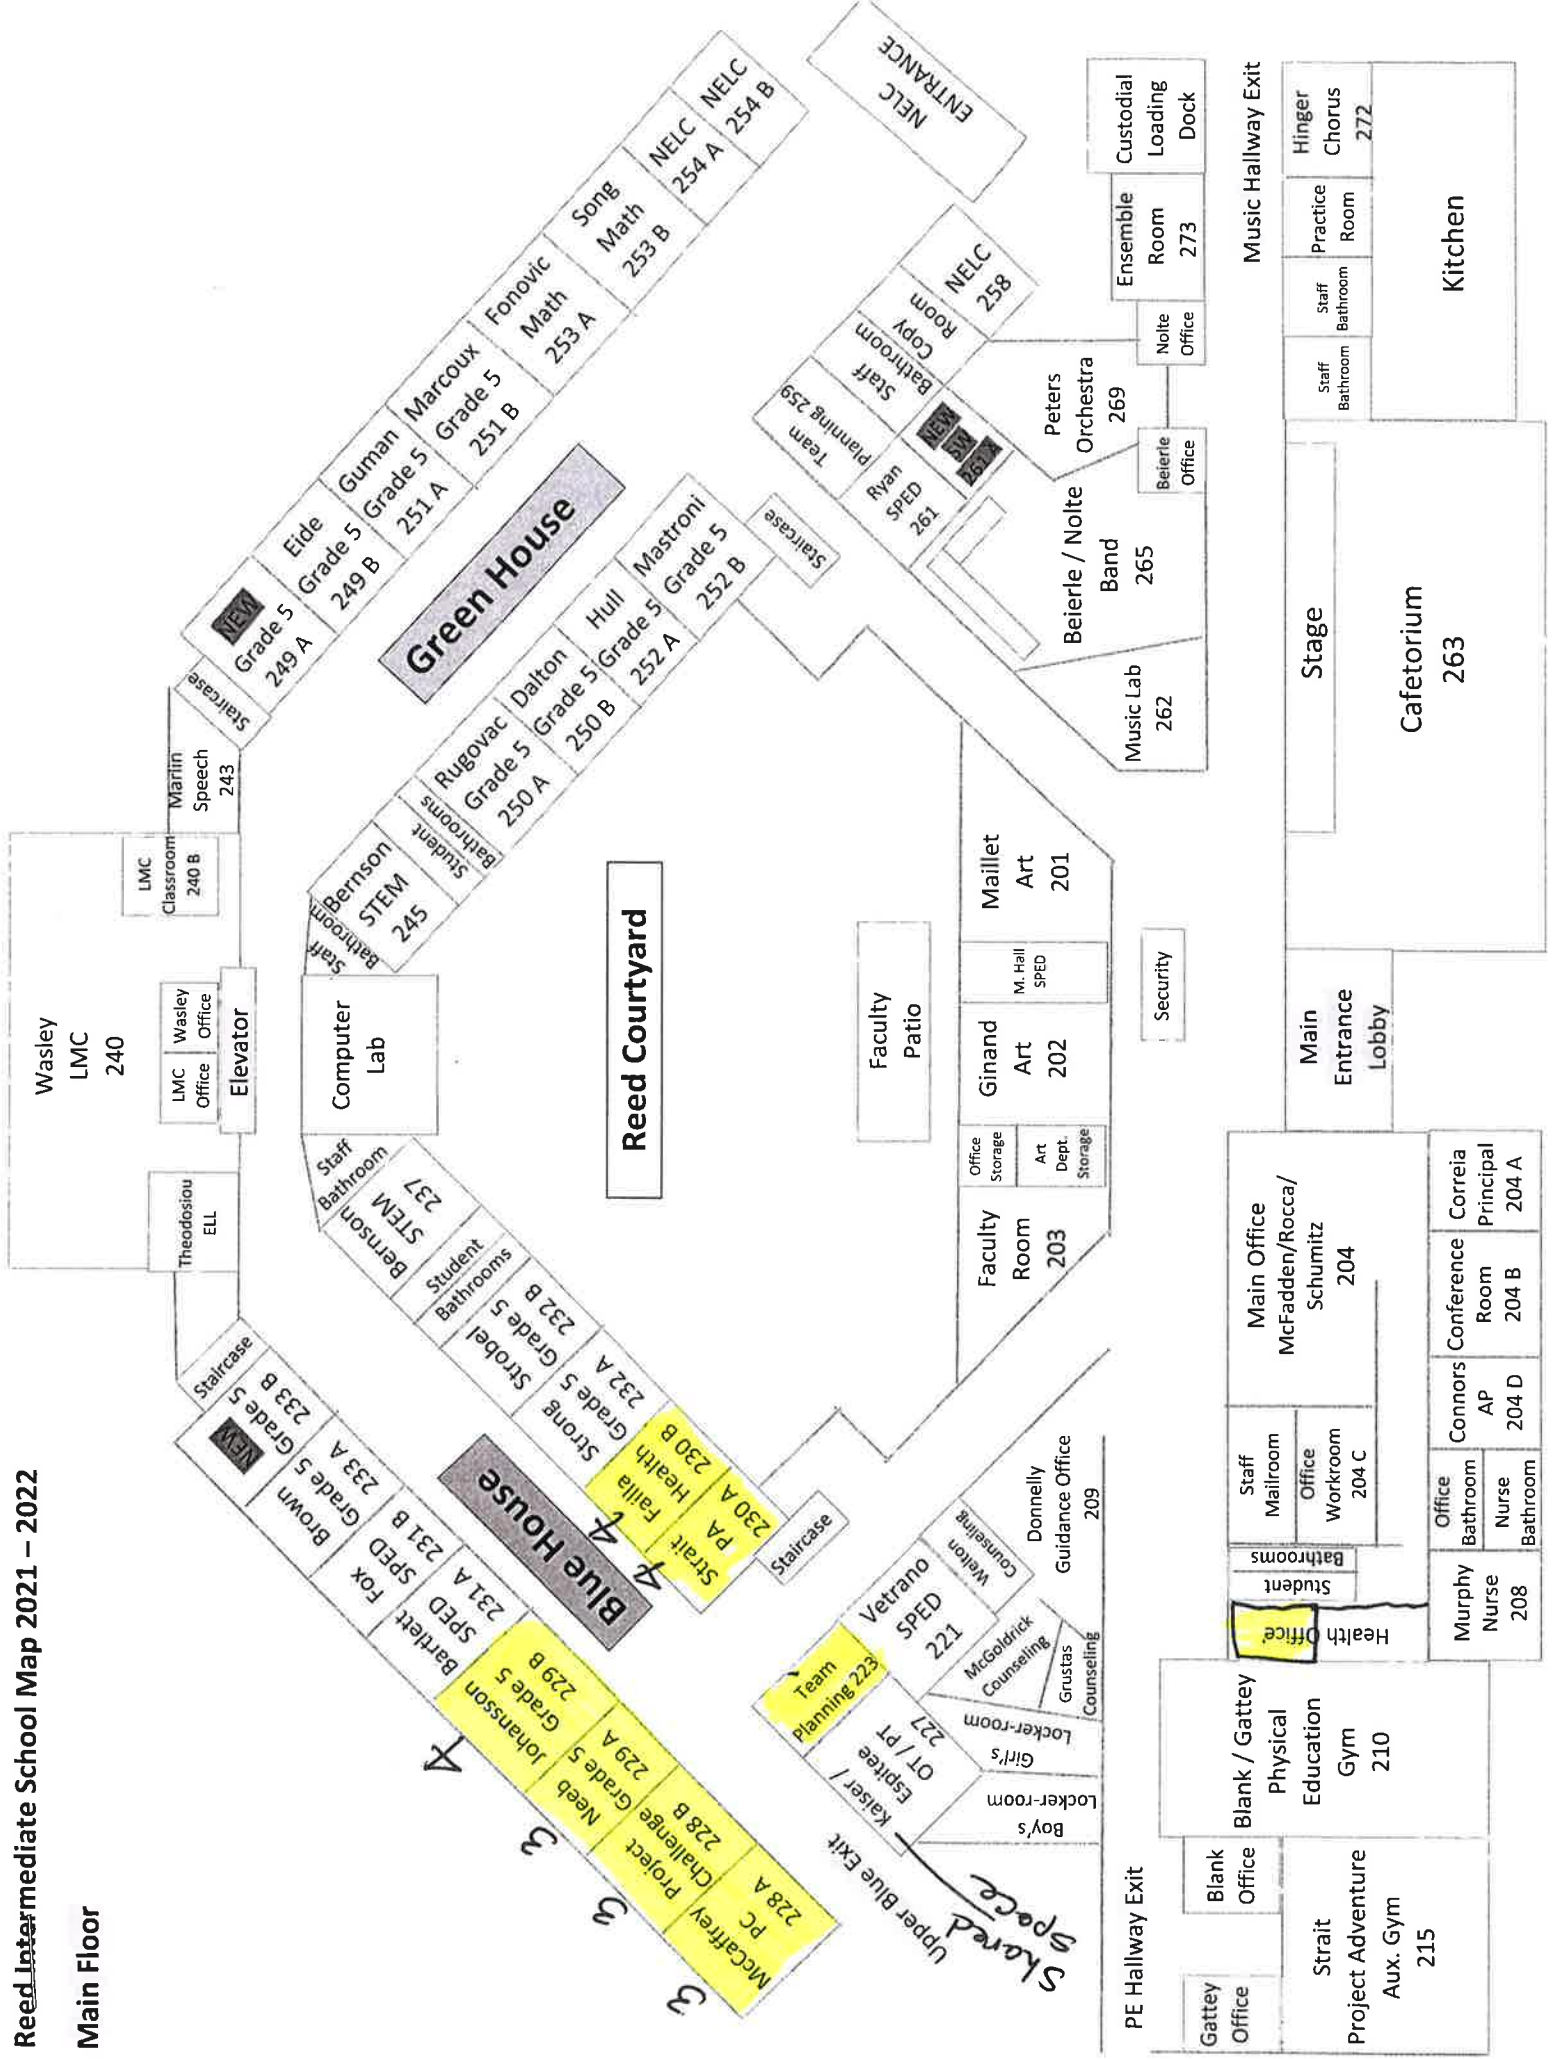 Reed Intermediate School Map 2021 – 2022
Main Floor
Wasley
LMC
240
LMC
Classroom
240 B
LMC
Office
Wasley
Office
Elevator
Theodosiou
ELL
Marlin
Speech
243
Staircase
Computer
Lab
Staff
Bathroom
Bernson
STEM
245
Student
Bathrooms
Rugovac
Grade 5
250 A
Dalton
Grade 5
250 B
Hull
Grade 5
252 A
Mastroni
Grade 5
252 B
Staircase
Green House
NEW
Grade 5
249 A
Eide
Grade 5
249 B
Guman
Grade 5
251 A
Marcoux
Grade 5
251 B
Fonovic
Math
253 A
Song
Math
253 B
NELC
254 A
NELC
254 B
NELC
ENTRANCE
Staircase
NEW
Grade 5
233 B
Brown
Grade 5
233 A
Fox
SPED
231 B
Bartlett
SPED
231 A
Johansson
Grade 5
229 B
4
Neeb
Grade 5
229 A
3
Project
Challenge
228 B
3
McCaffrey
PC
228 A
3
Blue House
Staff
Bathroom
Bernson
STEM
237
Student
Bathrooms
Strobel
Grade 5
232 B
Strong
Grade 5
232 A
Failla
Health
230 B
4
Strait
PA
230 A
4
Staircase
Reed Courtyard
Faculty
Patio
Faculty
Room
203
Office
Storage
Art
Dept.
Storage
Ginand
Art
202
M. Hall
SPED
Maillet
Art
201
Security
Team
Planning 259
Staff
Bathroom
Copy
Room
NELC
258
Ryan
SPED
261
NEW
SW
261 X
Peters
Orchestra
269
Beierle / Nolte
Band
265
Music Lab
262
Beierle
Office
Nolte
Office
Ensemble
Room
273
Custodial
Loading
Dock
Music Hallway Exit
Team
Planning 223
Vetrano
SPED
221
Welton
Counseling
Donnelly
Guidance Office
209
McGoldrick
Counseling
Grustas
Counseling
Kaiser /
Espitee
OT / PT
227
Girl's
Locker-room
Boy's
Locker-room
Upper Blue Exit
Shared
Space
PE Hallway Exit
Gattey
Office
Blank
Office
Strait
Project Adventure
Aux. Gym
215
Blank / Gattey
Physical
Education
Gym
210
Health Office
Student
Bathrooms
Murphy
Nurse
208
Office
Bathroom
Nurse
Bathroom
Staff
Mailroom
Office
Workroom
204 C
Main Office
McFadden/Rocca/
Schumitz
204
Connors
AP
204 D
Conference
Room
204 B
Correia
Principal
204 A
Main
Entrance
Lobby
Stage
Cafetorium
263
Staff
Bathroom
Staff
Bathroom
Practice
Room
Hinger
Chorus
272
Kitchen